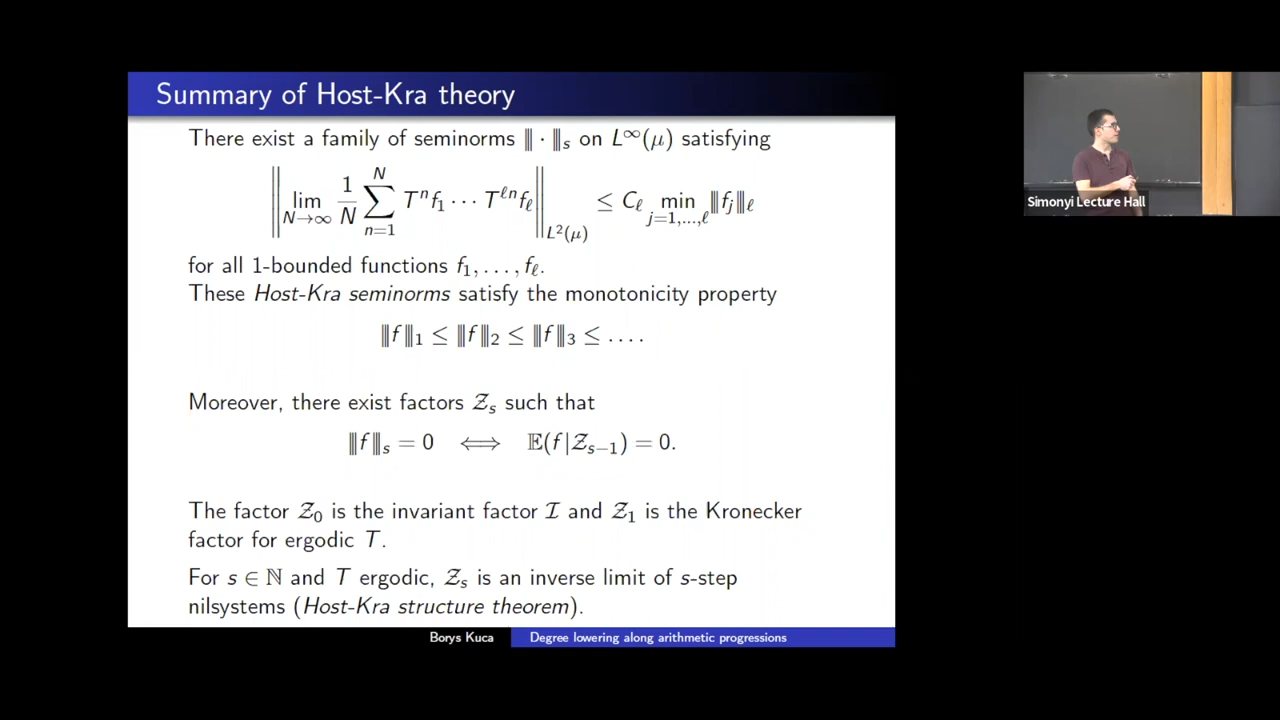 Summary of Host-Kra theory
There exist a family of seminorms ⦀ · ⦀_s on L^∞(μ) satisfying
‖ lim_{N→∞} 1/N ∑_{n=1}^{N} T^n f_1 ⋯ T^{ℓn} f_ℓ ‖_{L²(μ)} ≤ C_ℓ min_{j=1,…,ℓ} ⦀f_j⦀_ℓ
for all 1-bounded functions f_1, …, f_ℓ.
These Host-Kra seminorms satisfy the monotonicity property
⦀f⦀_1 ≤ ⦀f⦀_2 ≤ ⦀f⦀_3 ≤ ….
Moreover, there exist factors 𝒵_s such that
⦀f⦀_s = 0 ⟺ 𝔼(f|𝒵_{s−1}) = 0.
The factor 𝒵_0 is the invariant factor ℐ and 𝒵_1 is the Kronecker
factor for ergodic T.
For s ∈ ℕ and T ergodic, 𝒵_s is an inverse limit of s-step
nilsystems (Host-Kra structure theorem).
Borys Kuca Degree lowering along arithmetic progressions
Simonyi Lecture Hall